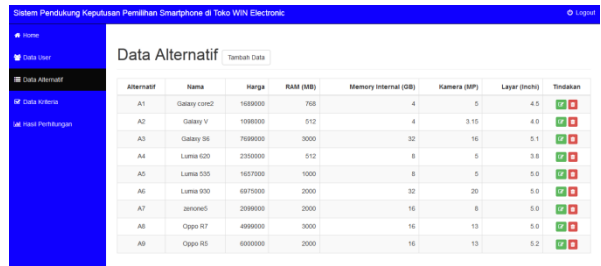 Sistem Pendukung Keputusan Pemilihan Smartphone di Toko WIN Electronic Logout
Home
Data User
Data Alternatif
Data Kriteria
Hasil Perhitungan
Data Alternatif Tambah Data
Alternatif Nama Harga RAM (MB) Memory Internal (GB) Kamera (MP) Layar (Inchi) Tindakan
A1 Galaxy core2 1689000 768 4 5 4.5
A2 Galaxy V 1098000 512 4 3.15 4.0
A3 Galaxy S6 7699000 3000 32 16 5.1
A4 Lumia 620 2350000 512 8 5 3.8
A5 Lumia 535 1657000 1000 8 5 5.0
A6 Lumia 930 6975000 2000 32 20 5.0
A7 zenone5 2099000 2000 16 8 5.0
A8 Oppo R7 4999000 3000 16 13 5.0
A9 Oppo R5 6000000 2000 16 13 5.2